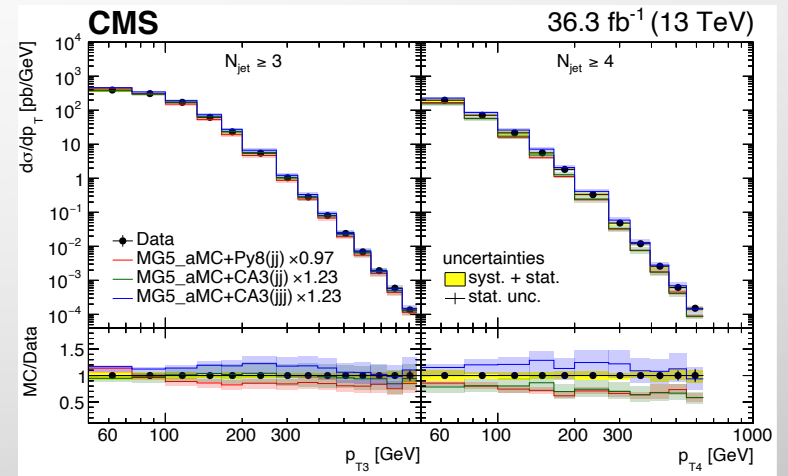 CMS 36.3 fb⁻¹ (13 TeV)
dσ/dp_T [pb/GeV]
10⁴
10³
10²
10
1
10⁻¹
10⁻²
10⁻³
10⁻⁴
N_jet ≥ 3
Data
MG5_aMC+Py8(jj) ×0.97
MG5_aMC+CA3(jj) ×1.23
MG5_aMC+CA3(jjj) ×1.23
N_jet ≥ 4
uncertainties
syst. + stat.
stat. unc.
MC/Data
1.5
1
0.5
60 100 200 300
p_T3 [GeV]
60 100 200 300 1000
p_T4 [GeV]